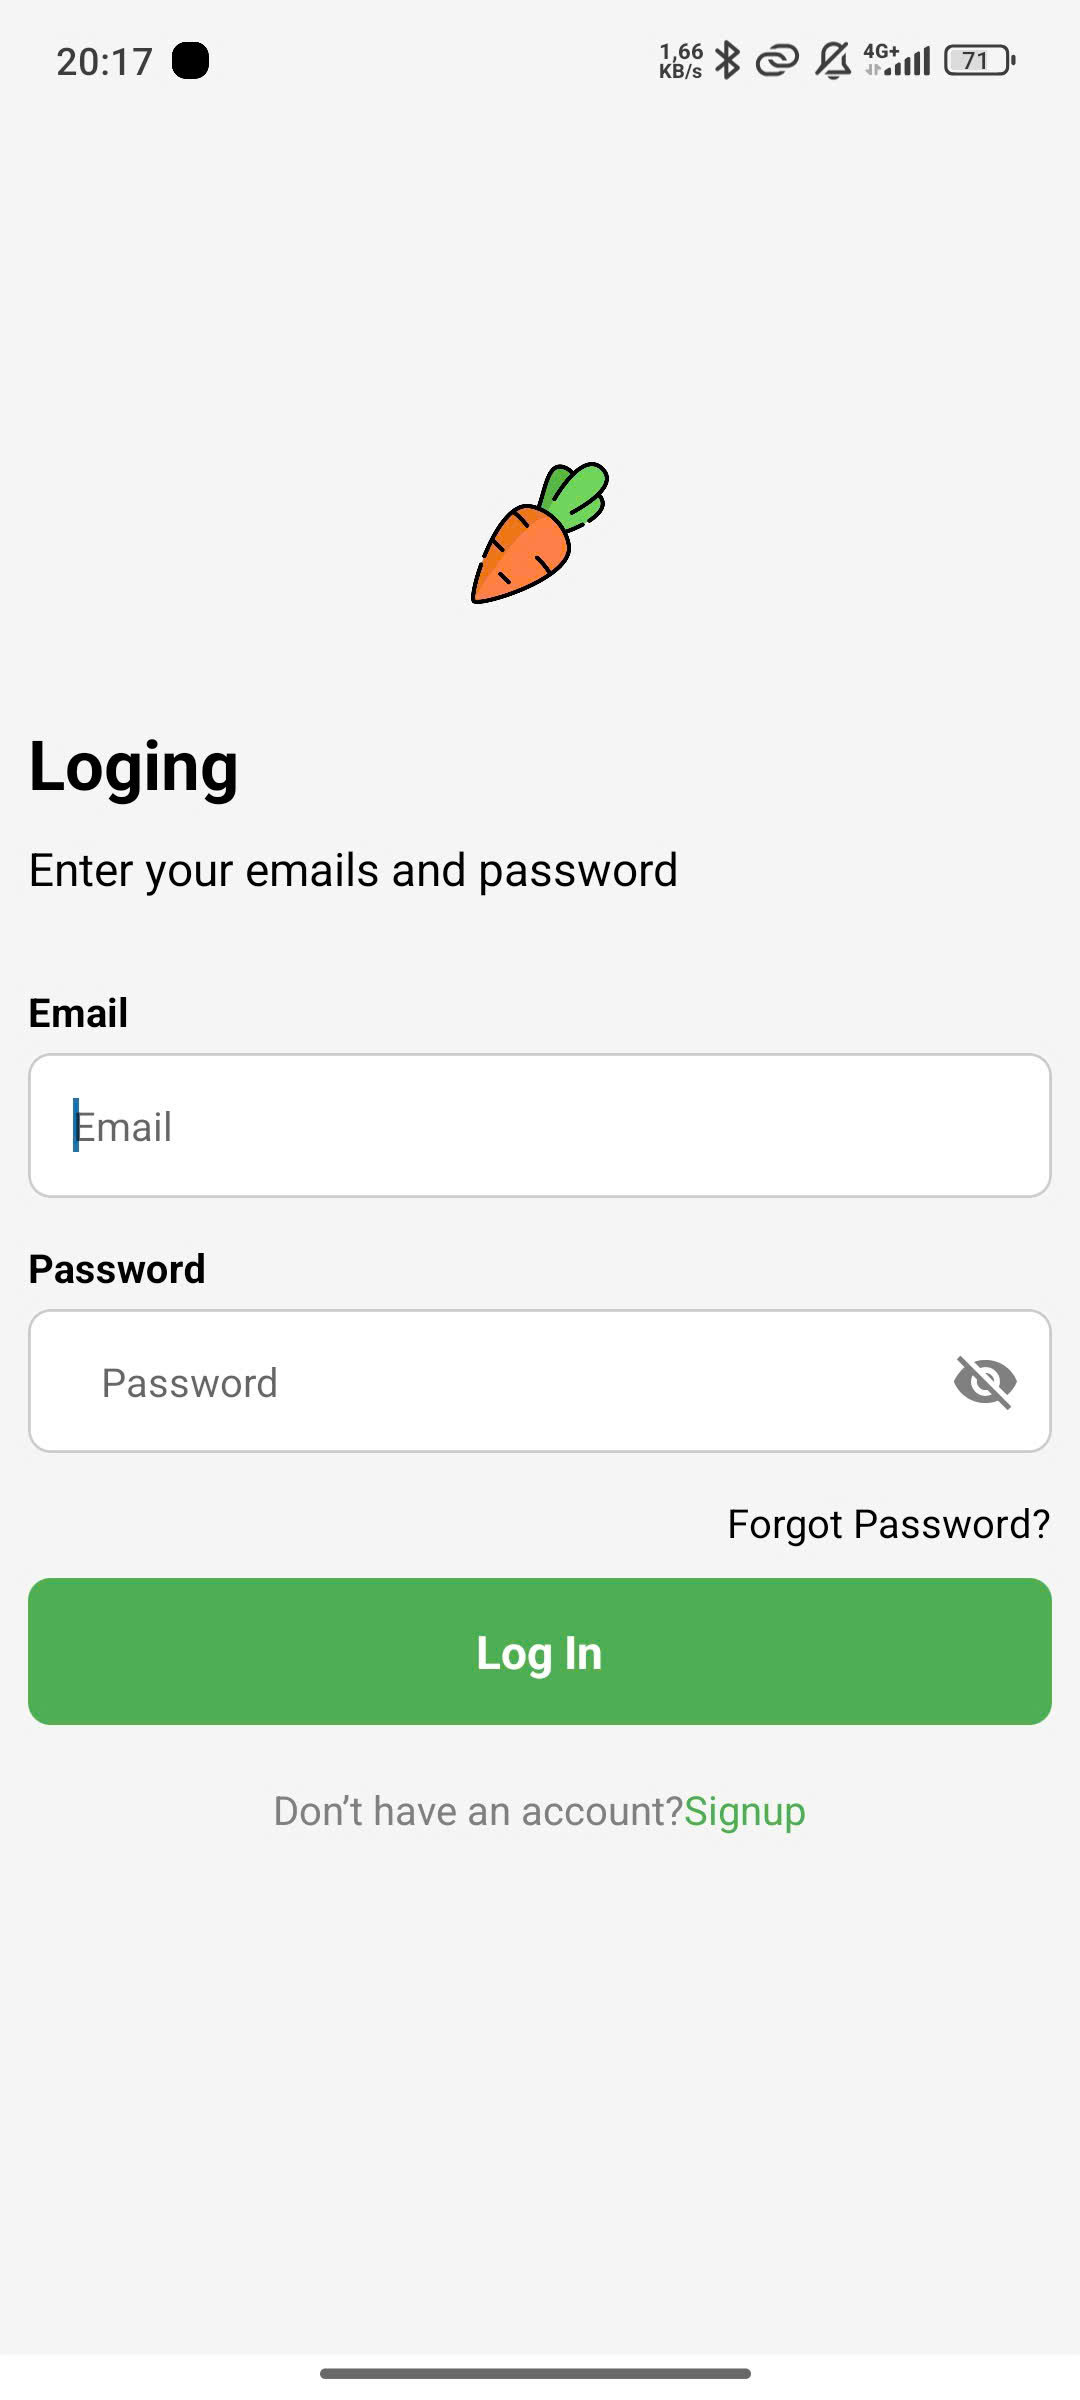 20:17
1,66
KB/s
4G+
71
Loging
Enter your emails and password
Email
Email
Password
Password
Forgot Password?
Log In
Don’t have an account?Signup